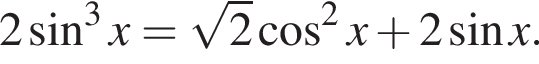 2 sin³ x = √2 cos² x + 2 sin x.